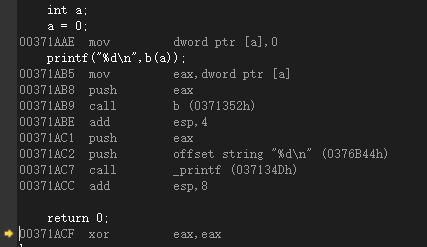 int a;
a = 0;
00371AAE mov dword ptr [a],0
printf("%d\n",b(a));
00371AB5 mov eax,dword ptr [a]
00371AB8 push eax
00371AB9 call b (0371352h)
00371ABE add esp,4
00371AC1 push eax
00371AC2 push offset string "%d\n" (0376B44h)
00371AC7 call _printf (037134Dh)
00371ACC add esp,8
return 0;
00371ACF xor eax,eax